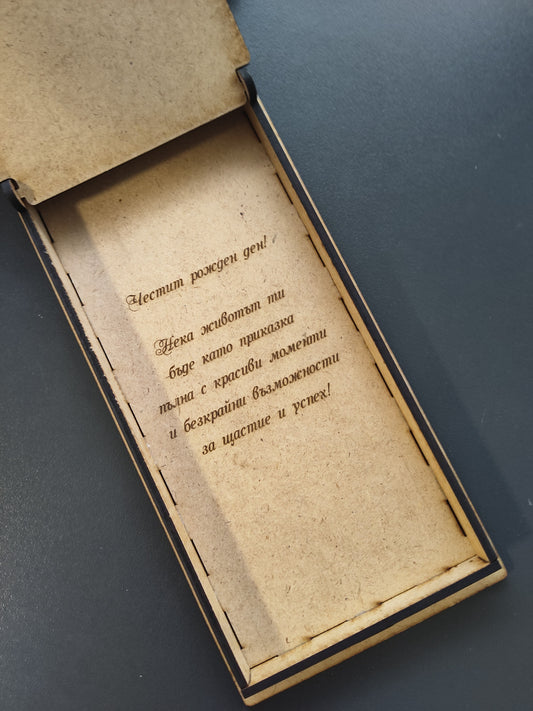 Честит рожден ден!
Нека животът ти
бъде като приказка
пълна с красиви моменти
и безкрайни възможности
за щастие и успех!